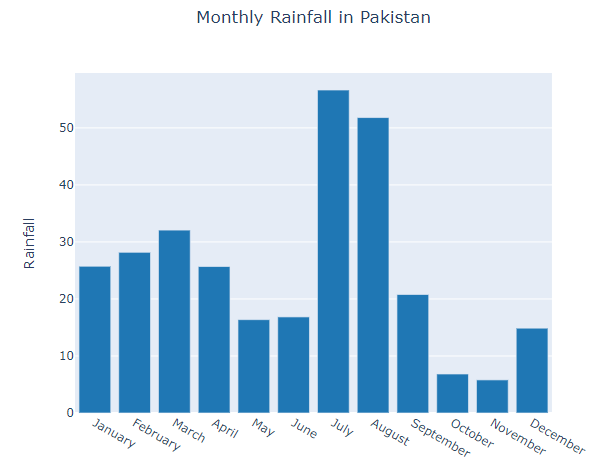 Monthly Rainfall in Pakistan
Rainfall
50
40
30
20
10
0
January
February
March
April
May
June
July
August
September
October
November
December